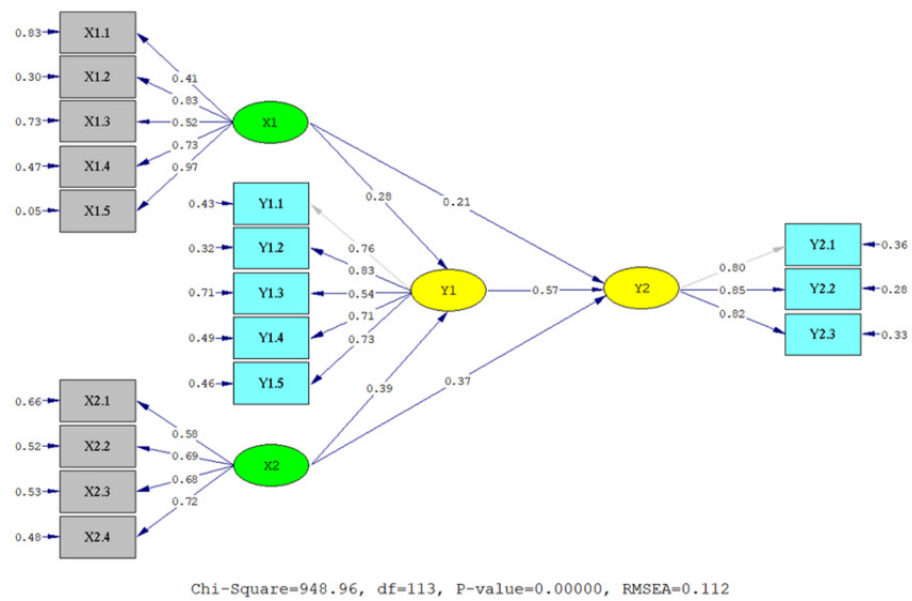 0.83 X1.1
0.41
0.30 X1.2
0.83
0.73 X1.3
0.52
X1
0.73
0.47 X1.4
0.97
0.05 X1.5
0.28
0.21
0.43 Y1.1
0.76
0.32 Y1.2
0.83
0.71 Y1.3
0.54
Y1
0.57
Y2
0.71
0.49 Y1.4
0.73
0.46 Y1.5
0.80
Y2.1 0.36
0.85
Y2.2 0.28
0.82
Y2.3 0.33
0.39
0.37
0.66 X2.1
0.58
0.52 X2.2
0.69
X2
0.68
0.53 X2.3
0.72
0.48 X2.4
Chi-Square=948.96, df=113, P-value=0.00000, RMSEA=0.112